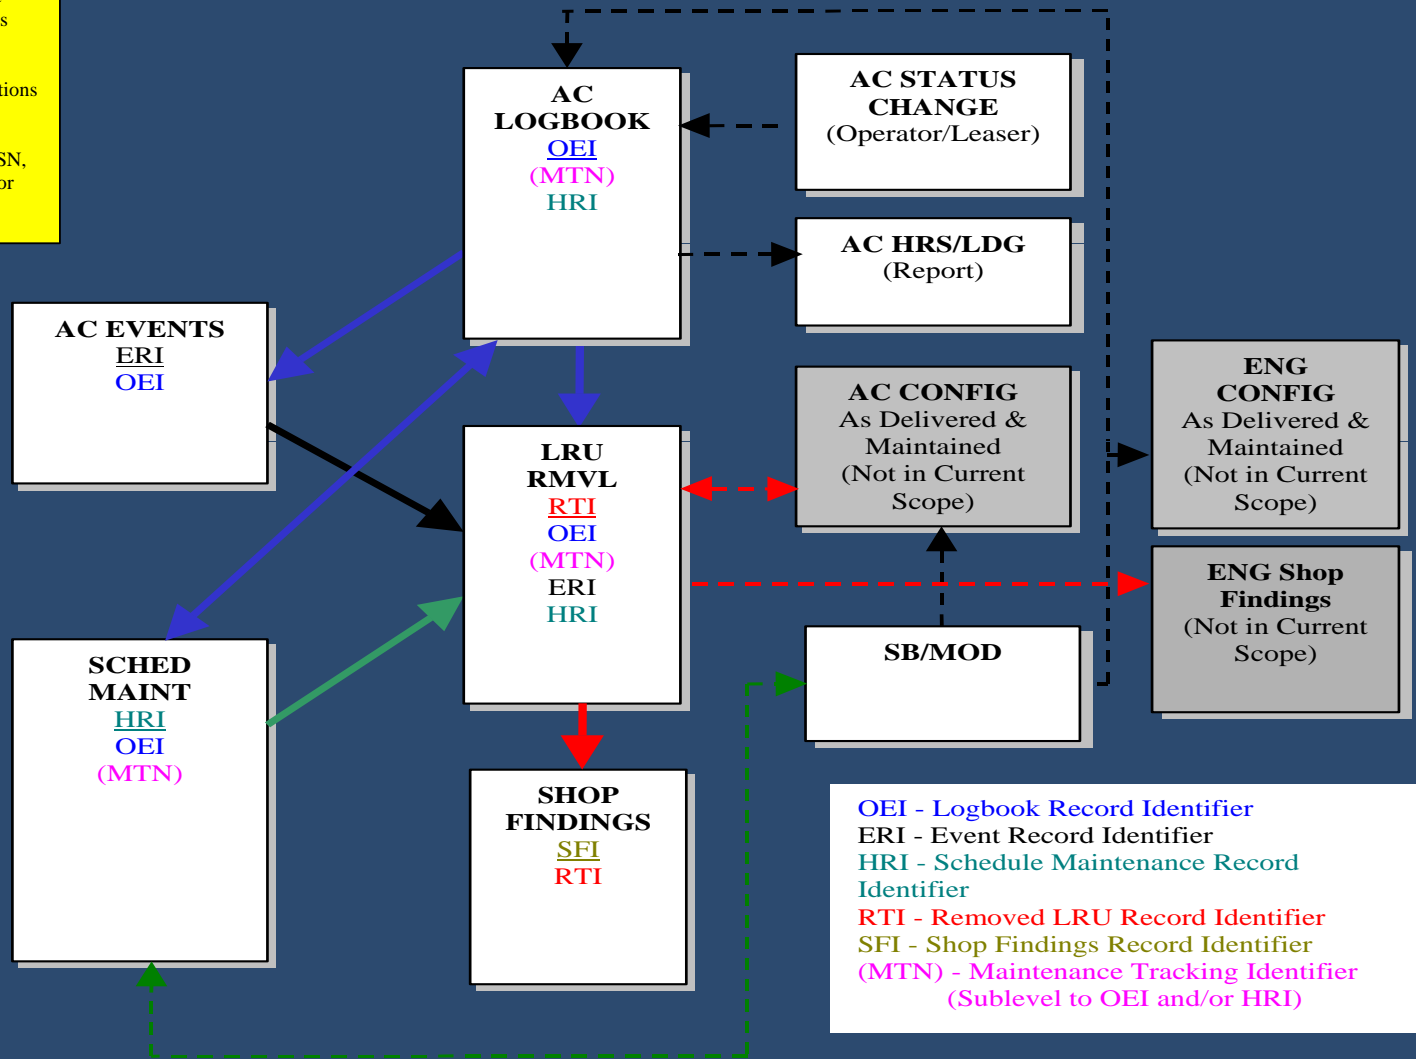 s
tions
SN,
or
AC
LOGBOOK
OEI
(MTN)
HRI
AC STATUS
CHANGE
(Operator/Leaser)
AC HRS/LDG
(Report)
AC EVENTS
ERI
OEI
LRU
RMVL
RTI
OEI
(MTN)
ERI
HRI
AC CONFIG
As Delivered &
Maintained
(Not in Current
Scope)
ENG
CONFIG
As Delivered &
Maintained
(Not in Current
Scope)
ENG Shop
Findings
(Not in Current
Scope)
SCHED
MAINT
HRI
OEI
(MTN)
SB/MOD
SHOP
FINDINGS
SFI
RTI
OEI - Logbook Record Identifier
ERI - Event Record Identifier
HRI - Schedule Maintenance Record
Identifier
RTI - Removed LRU Record Identifier
SFI - Shop Findings Record Identifier
(MTN) - Maintenance Tracking Identifier
(Sublevel to OEI and/or HRI)